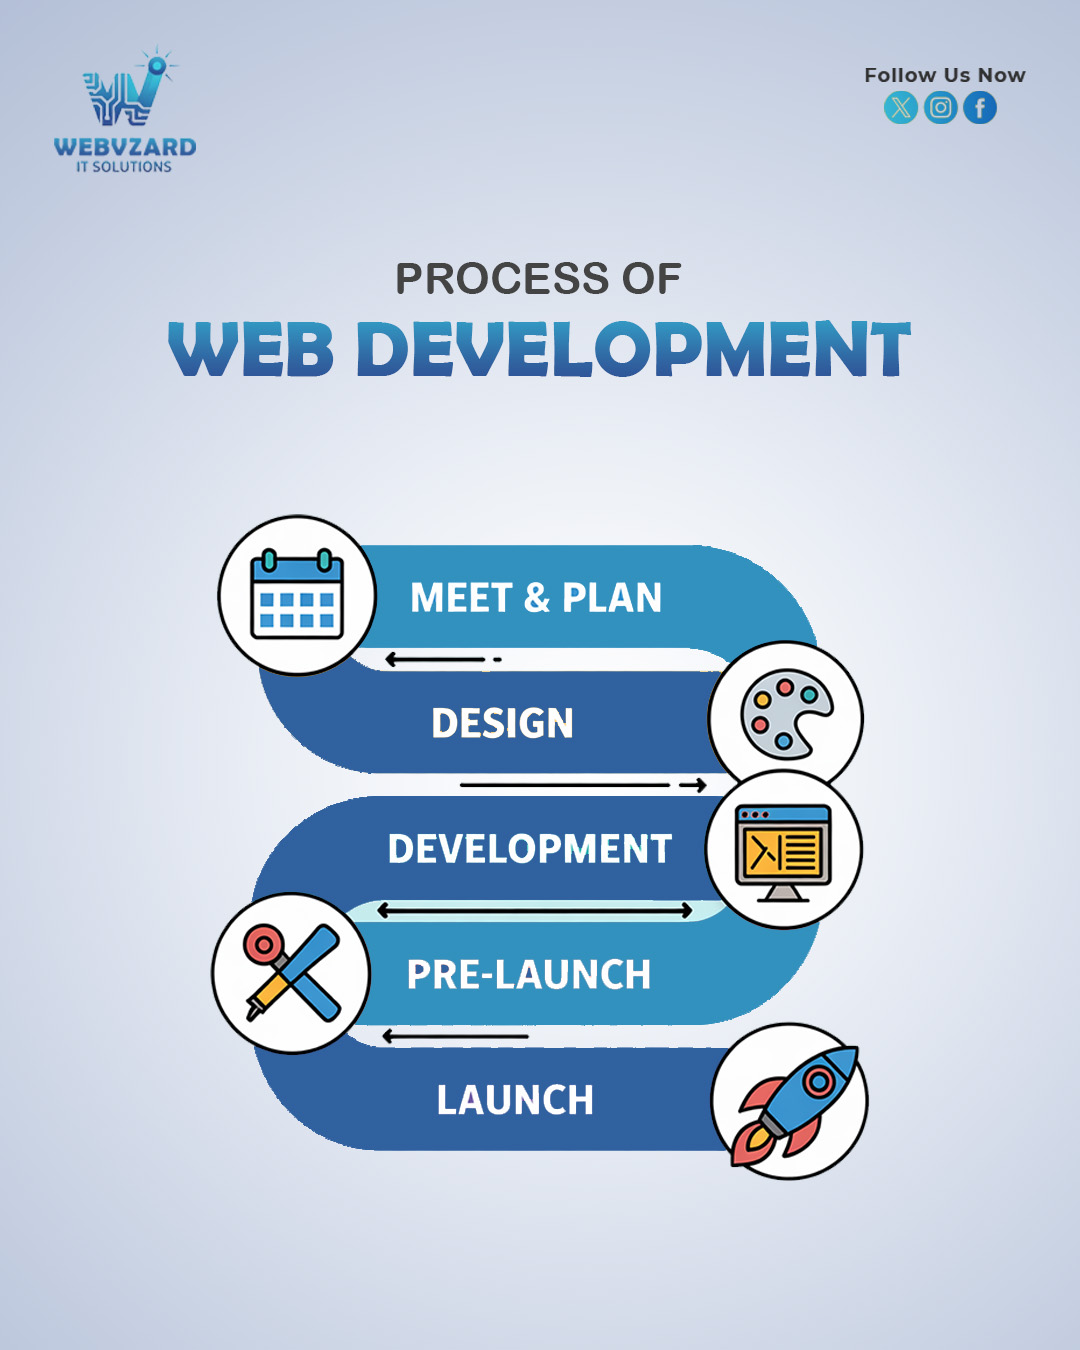 WEBVZARD
IT SOLUTIONS
Follow Us Now
PROCESS OF
WEB DEVELOPMENT
MEET & PLAN
DESIGN
DEVELOPMENT
PRE-LAUNCH
LAUNCH